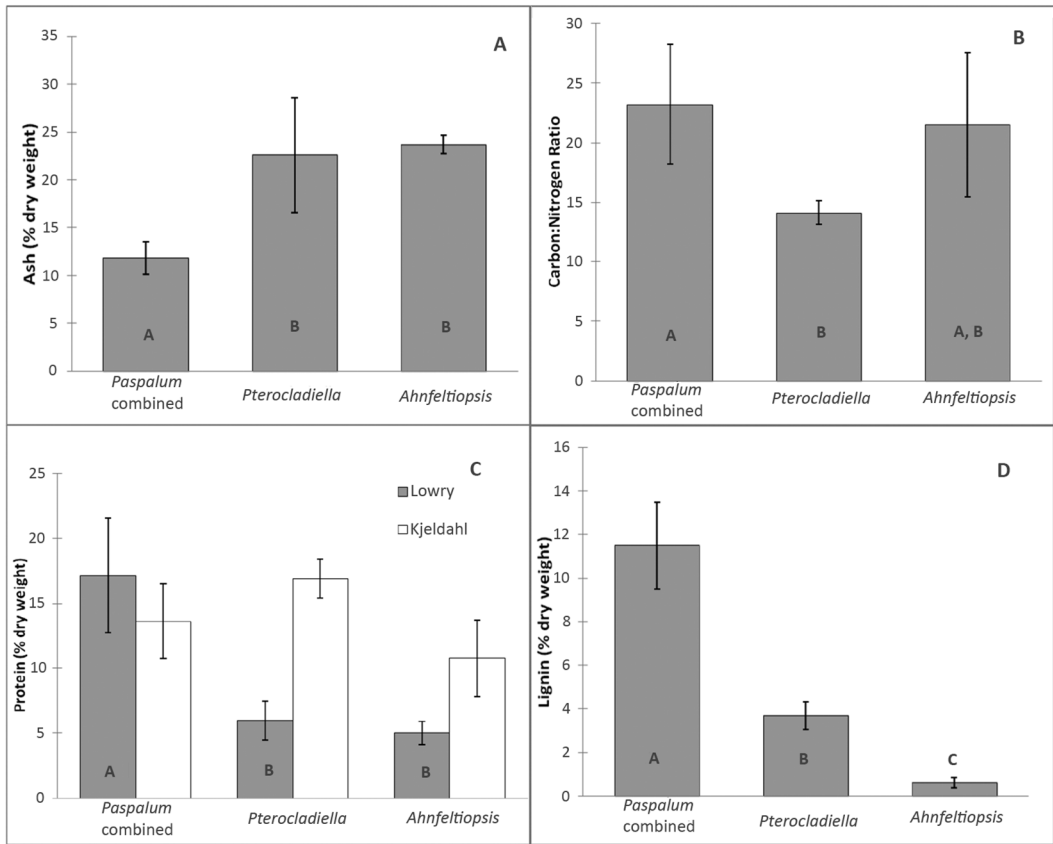 A
Ash (% dry weight)
35
30
25
20
15
10
5
0
A
B
B
Paspalum
combined
Pterocladiella
Ahnfeltiopsis
B
Carbon:Nitrogen Ratio
30
25
20
15
10
5
0
A
B
A, B
Paspalum
combined
Pterocladiella
Ahnfeltiopsis
C
Protein (% dry weight)
25
20
15
10
5
0
Lowry
Kjeldahl
A
B
B
Paspalum
combined
Pterocladiella
Ahnfeltiopsis
D
Lignin (% dry weight)
16
14
12
10
8
6
4
2
0
A
B
C
Paspalum
combined
Pterocladiella
Ahnfeltiopsis